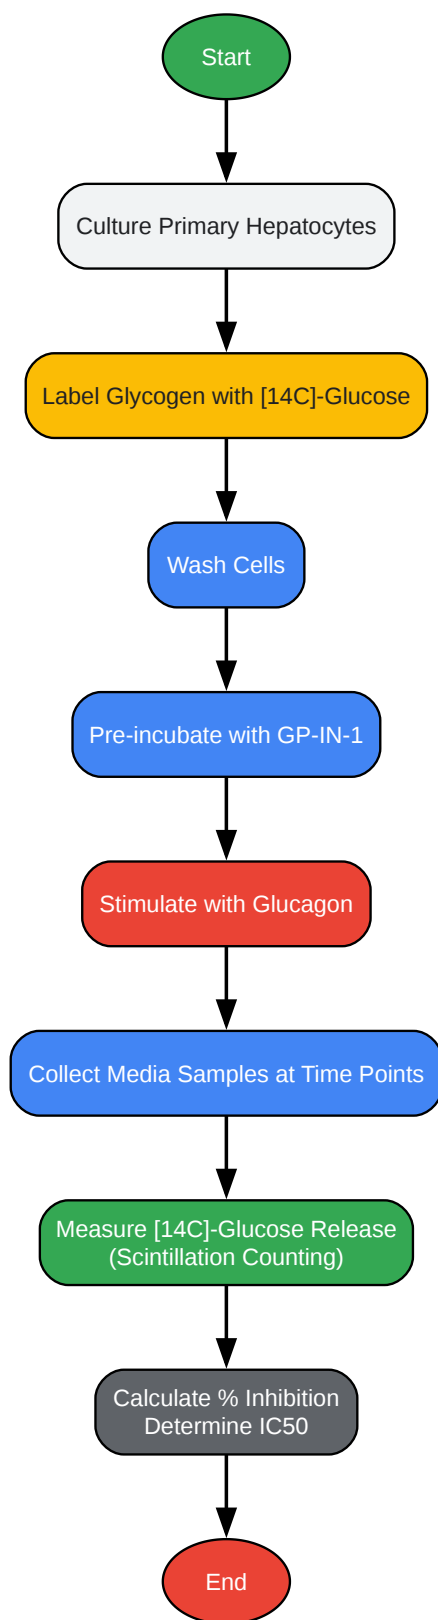 Start
Culture Primary Hepatocytes
Label Glycogen with [14C]-Glucose
Wash Cells
Pre-incubate with GP-IN-1
Stimulate with Glucagon
Collect Media Samples at Time Points
Measure [14C]-Glucose Release
(Scintillation Counting)
Calculate % Inhibition
Determine IC50
End